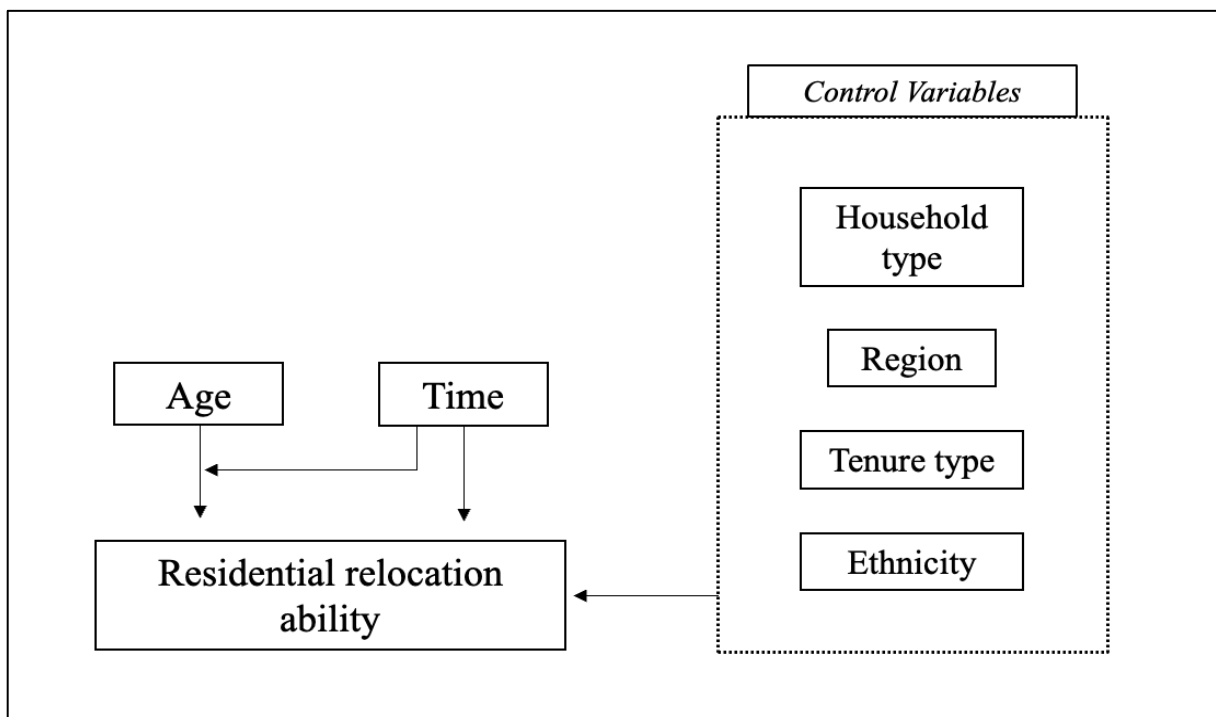 Control Variables
Household
type
Region
Age
Time
Tenure type
Ethnicity
Residential relocation
ability